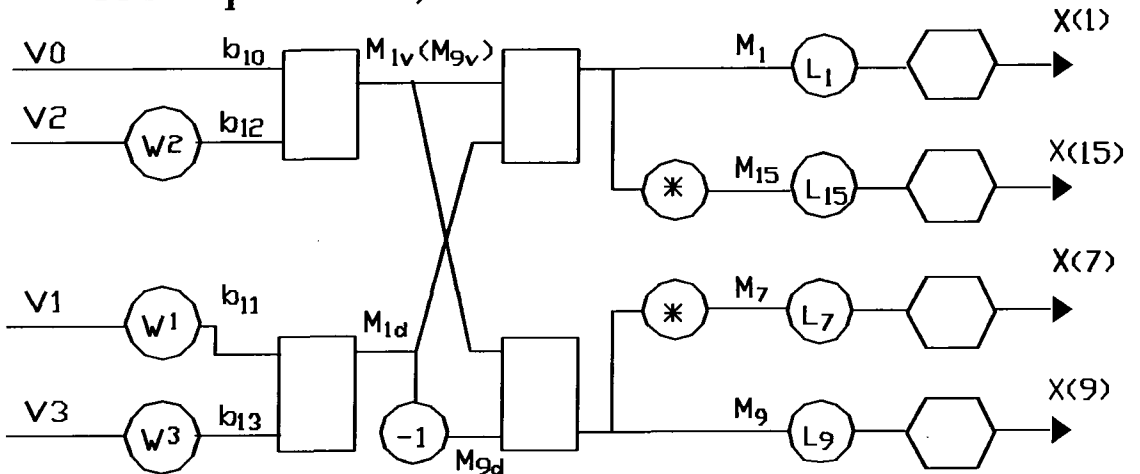 X(1)
V0 b10 M1v(M9v) M1 L1
V2 W2 b12 X(15)
* M15 L15
X(7)
V1 W1 b11 * M7 L7
M1d
X(9)
V3 W3 b13 -1 M9 L9
M9d